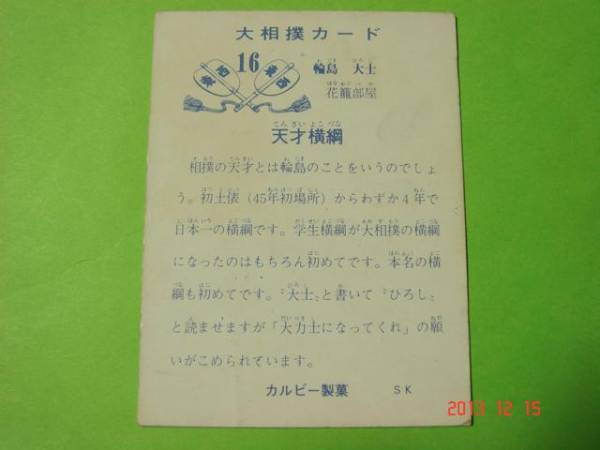 大相撲カード
16
輪島 大士
花籠部屋
天才横綱
相撲の天才とは輪島のことをいうのでしょ
う。初土俵（45年初場所）からわずか4年で
日本一の横綱です。学生横綱が大相撲の横綱
になったのはもちろん初めてです。本名の横
綱も初めてです。〝大士〟と書いて〝ひろし〟
と読ませますが「大力士になってくれ」の願
いがこめられています。
カルビー製菓 SK
2013 12 15